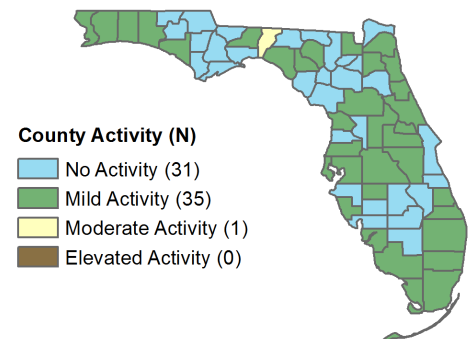 County Activity (N)
No Activity (31)
Mild Activity (35)
Moderate Activity (1)
Elevated Activity (0)